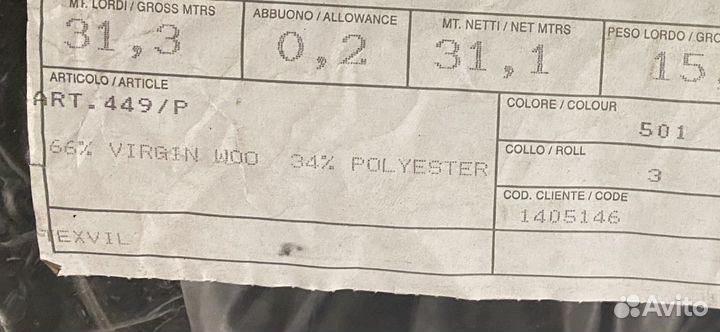 MT. LORDI / GROSS MTRS
31,3
ABBUONO / ALLOWANCE
0,2
MT. NETTI / NET MTRS
31,1
PESO LORDO / GRO
15,
ARTICOLO / ARTICLE
ART.449/P
66% VIRGIN WOO 34% POLYESTER
COLORE / COLOUR
501
COLLO / ROLL
3
COD. CLIENTE / CODE
1405146
TEXVIL
Avito